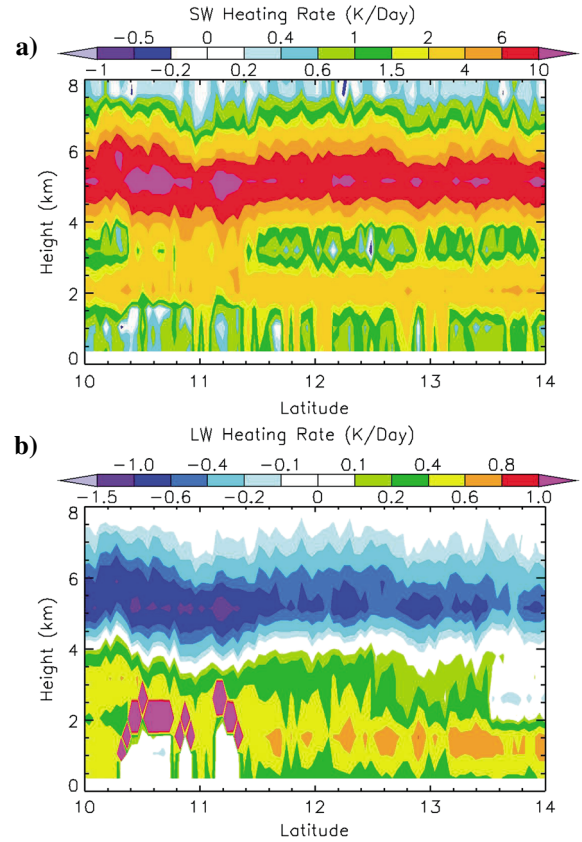 SW Heating Rate (K/Day)
a)
−0.5 0 0.4 1 2 6
−1 −0.2 0.2 0.6 1.5 4 10
8
6
4
2
0
Height (km)
10 11 12 13 14
Latitude
b)
LW Heating Rate (K/Day)
−1.0 −0.4 −0.1 0.1 0.4 0.8
−1.5 −0.6 −0.2 0 0.2 0.6 1.0
8
6
4
2
0
Height (km)
10 11 12 13 14
Latitude